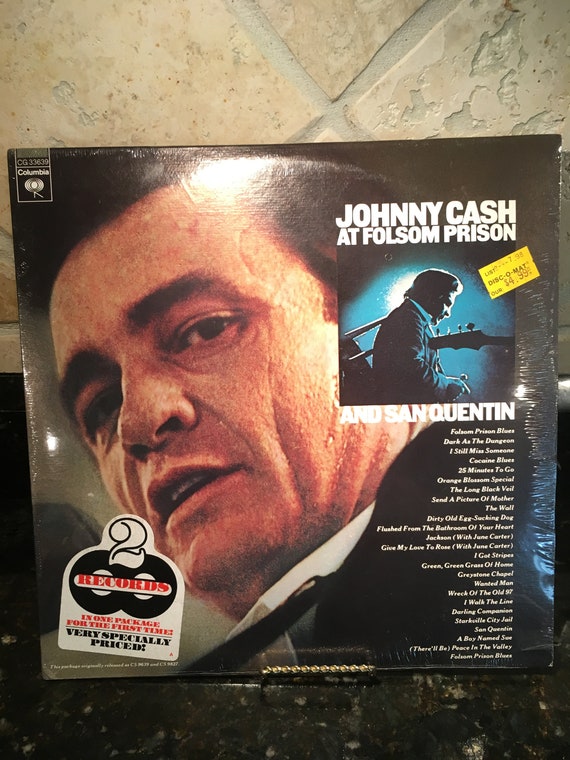 CG 33639
Columbia
JOHNNY CASH
AT FOLSOM PRISON
LIST 7.98
DISC-O-MAT
OUR $4.99
AND SAN QUENTIN
Folsom Prison Blues
Dark As The Dungeon
I Still Miss Someone
Cocaine Blues
25 Minutes To Go
Orange Blossom Special
The Long Black Veil
Send A Picture Of Mother
The Wall
Dirty Old Egg-Sucking Dog
Flushed From The Bathroom Of Your Heart
Jackson (With June Carter)
Give My Love To Rose (With June Carter)
I Got Stripes
Green, Green Grass Of Home
Greystone Chapel
Wanted Man
Wreck Of The Old 97
I Walk The Line
Darling Companion
Starkville City Jail
San Quentin
A Boy Named Sue
(There'll Be) Peace In The Valley
Folsom Prison Blues
2
RECORDS
IN ONE PACKAGE
FOR THE FIRST TIME!
VERY SPECIALLY
PRICED!
This package originally released as CS 9639 and CS 9827.